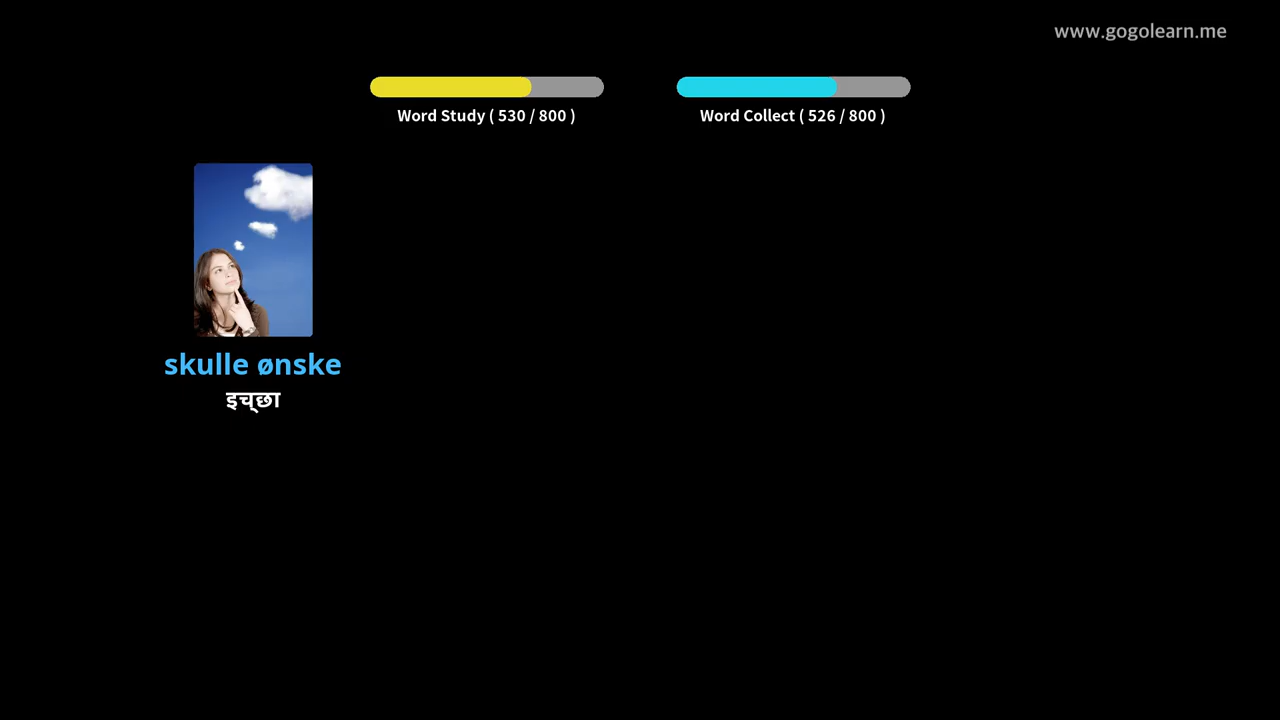 www.gogolearn.me
Word Study ( 530 / 800 )
Word Collect ( 526 / 800 )
skulle ønske
इच्छा